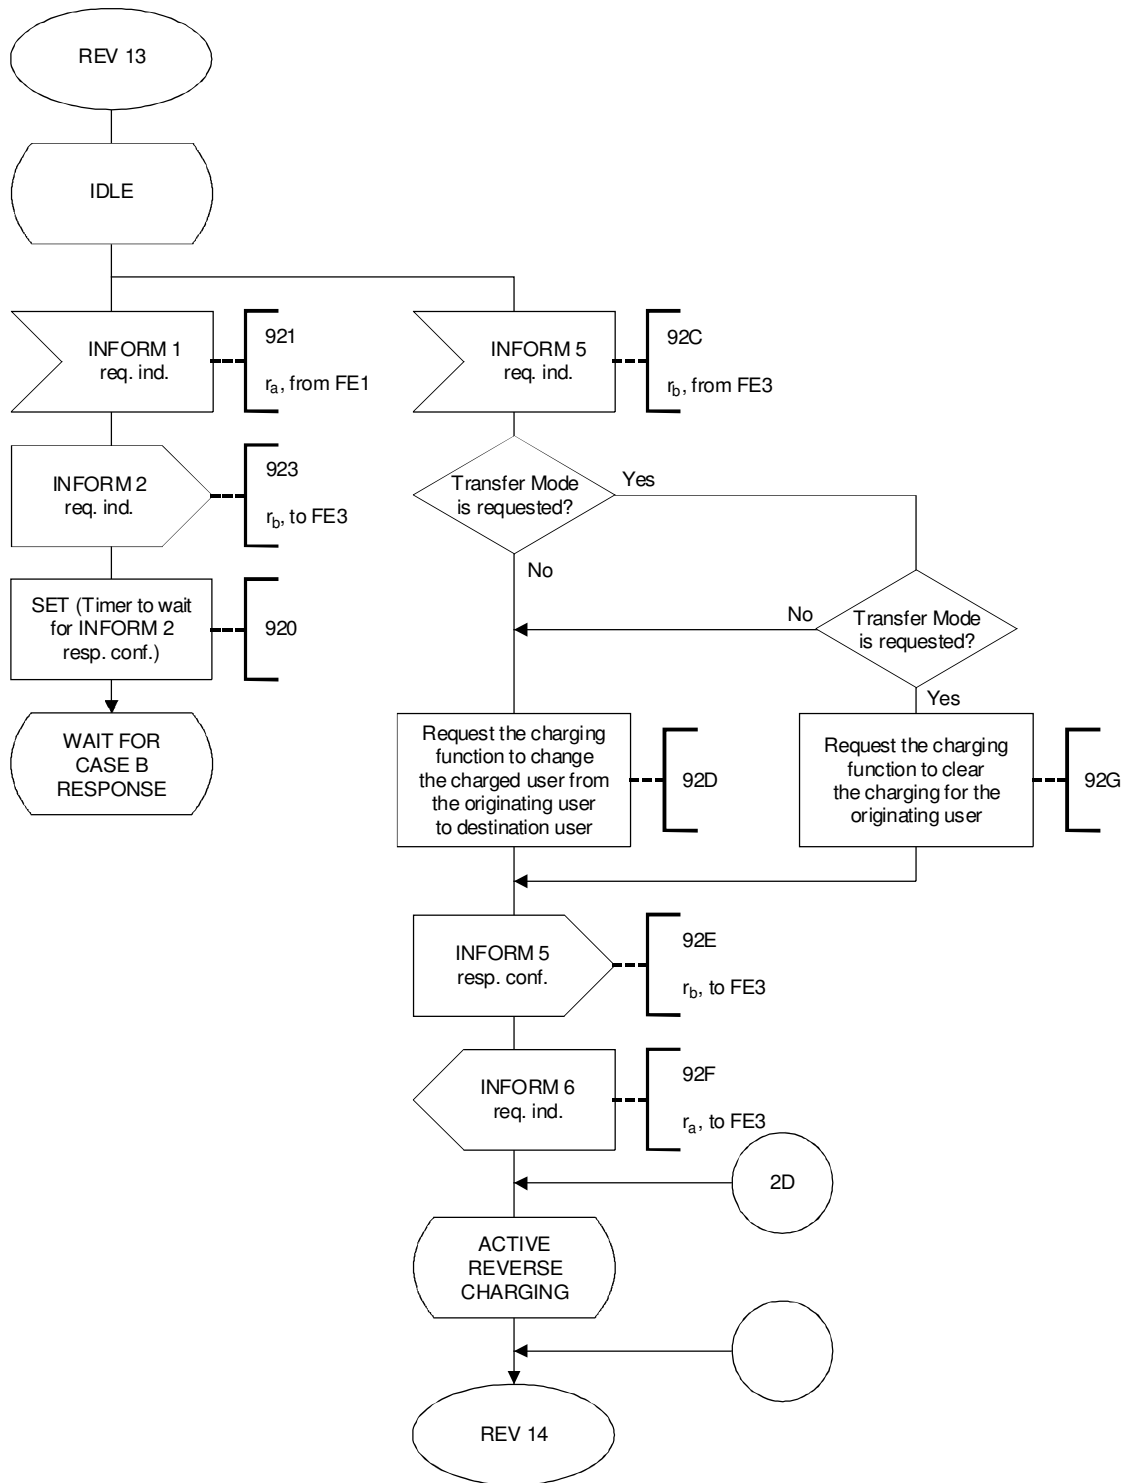 REV 13
IDLE
INFORM 1
req. ind.
921
rₐ, from FE1
INFORM 5
req. ind.
92C
r_b, from FE3
INFORM 2
req. ind.
923
r_b, to FE3
Transfer Mode
is requested?
Yes
No
SET (Timer to wait
for INFORM 2
resp. conf.)
920
No
Transfer Mode
is requested?
Yes
WAIT FOR
CASE B
RESPONSE
Request the charging
function to change
the charged user from
the originating user
to destination user
92D
Request the charging
function to clear
the charging for the
originating user
92G
INFORM 5
resp. conf.
92E
r_b, to FE3
INFORM 6
req. ind.
92F
rₐ, to FE3
2D
ACTIVE
REVERSE
CHARGING
REV 14